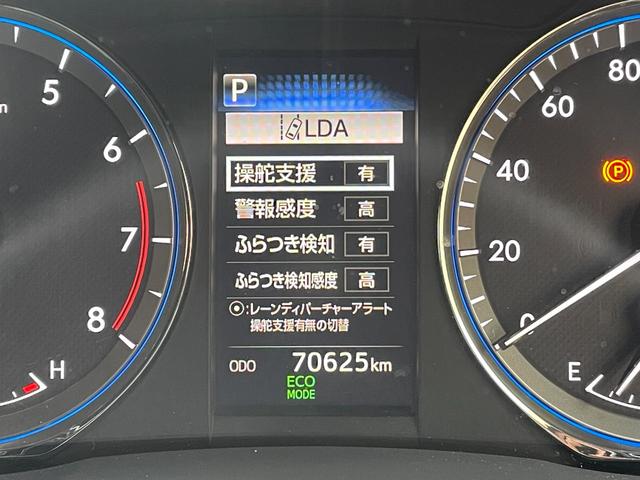 5
6
7
8
H
P
LDA
操舵支援 有
警報感度 高
ふらつき検知 有
ふらつき検知感度 高
:レーンディパーチャーアラート
操舵支援有無の切替
ODO 70625km
ECO
MODE
80
60
40
20
0
P
E